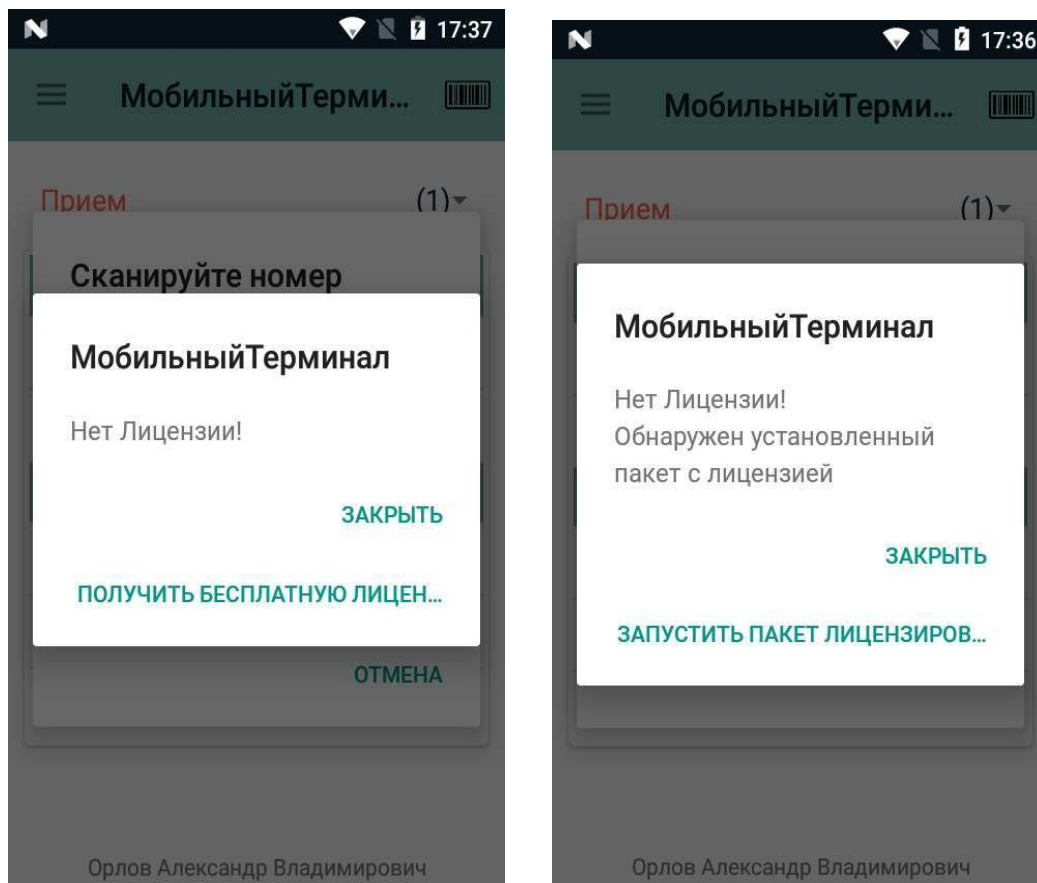 17:37
МобильныйТерми...
Прием (1)
Сканируйте номер
МобильныйТерминал
Нет Лицензии!
ЗАКРЫТЬ
ПОЛУЧИТЬ БЕСПЛАТНУЮ ЛИЦЕН...
ОТМЕНА
Орлов Александр Владимирович
17:36
МобильныйТерми...
Прием (1)
МобильныйТерминал
Нет Лицензии!
Обнаружен установленный
пакет с лицензией
ЗАКРЫТЬ
ЗАПУСТИТЬ ПАКЕТ ЛИЦЕНЗИРОВ...
Орлов Александр Владимирович